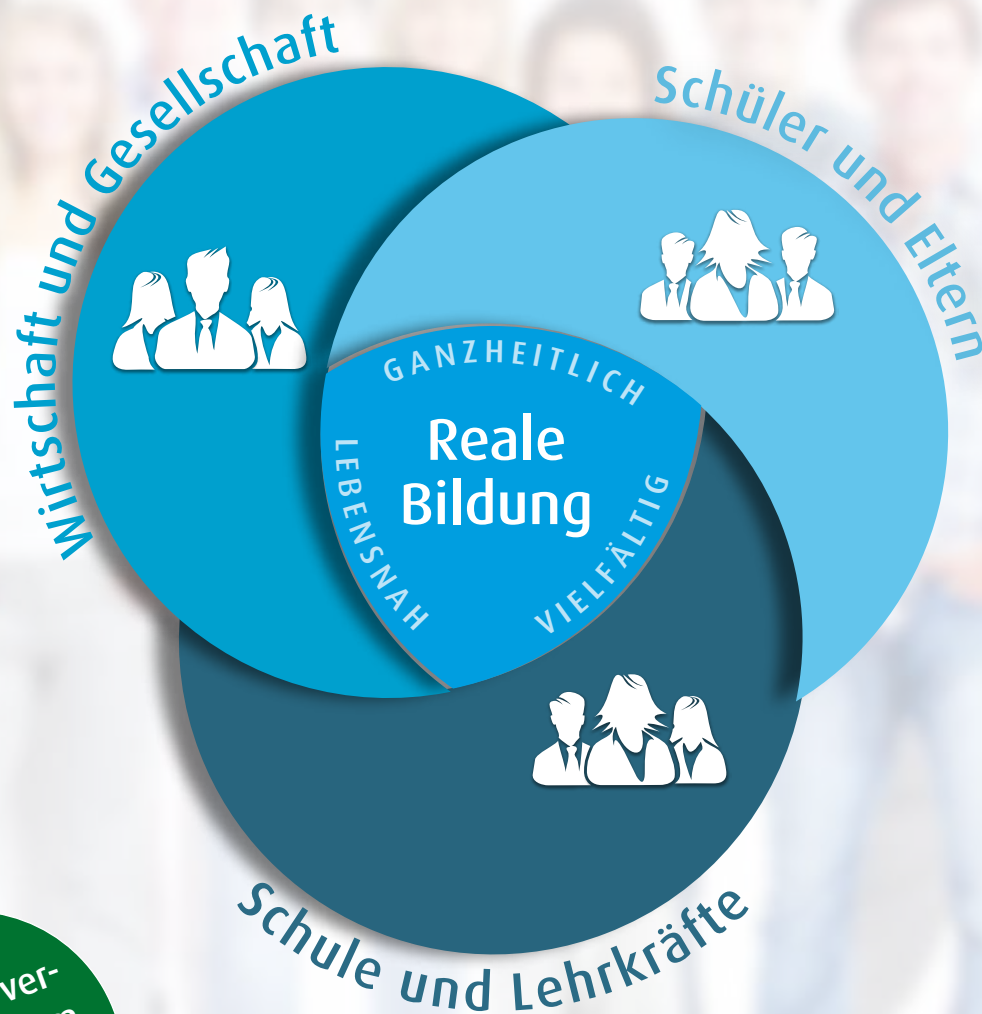 Wirtschaft und Gesellschaft
Schüler und Eltern
GANZHEITLICH
LEBENSNAH
Reale
Bildung
VIELFÄLTIG
Schule und Lehrkräfte
ver-